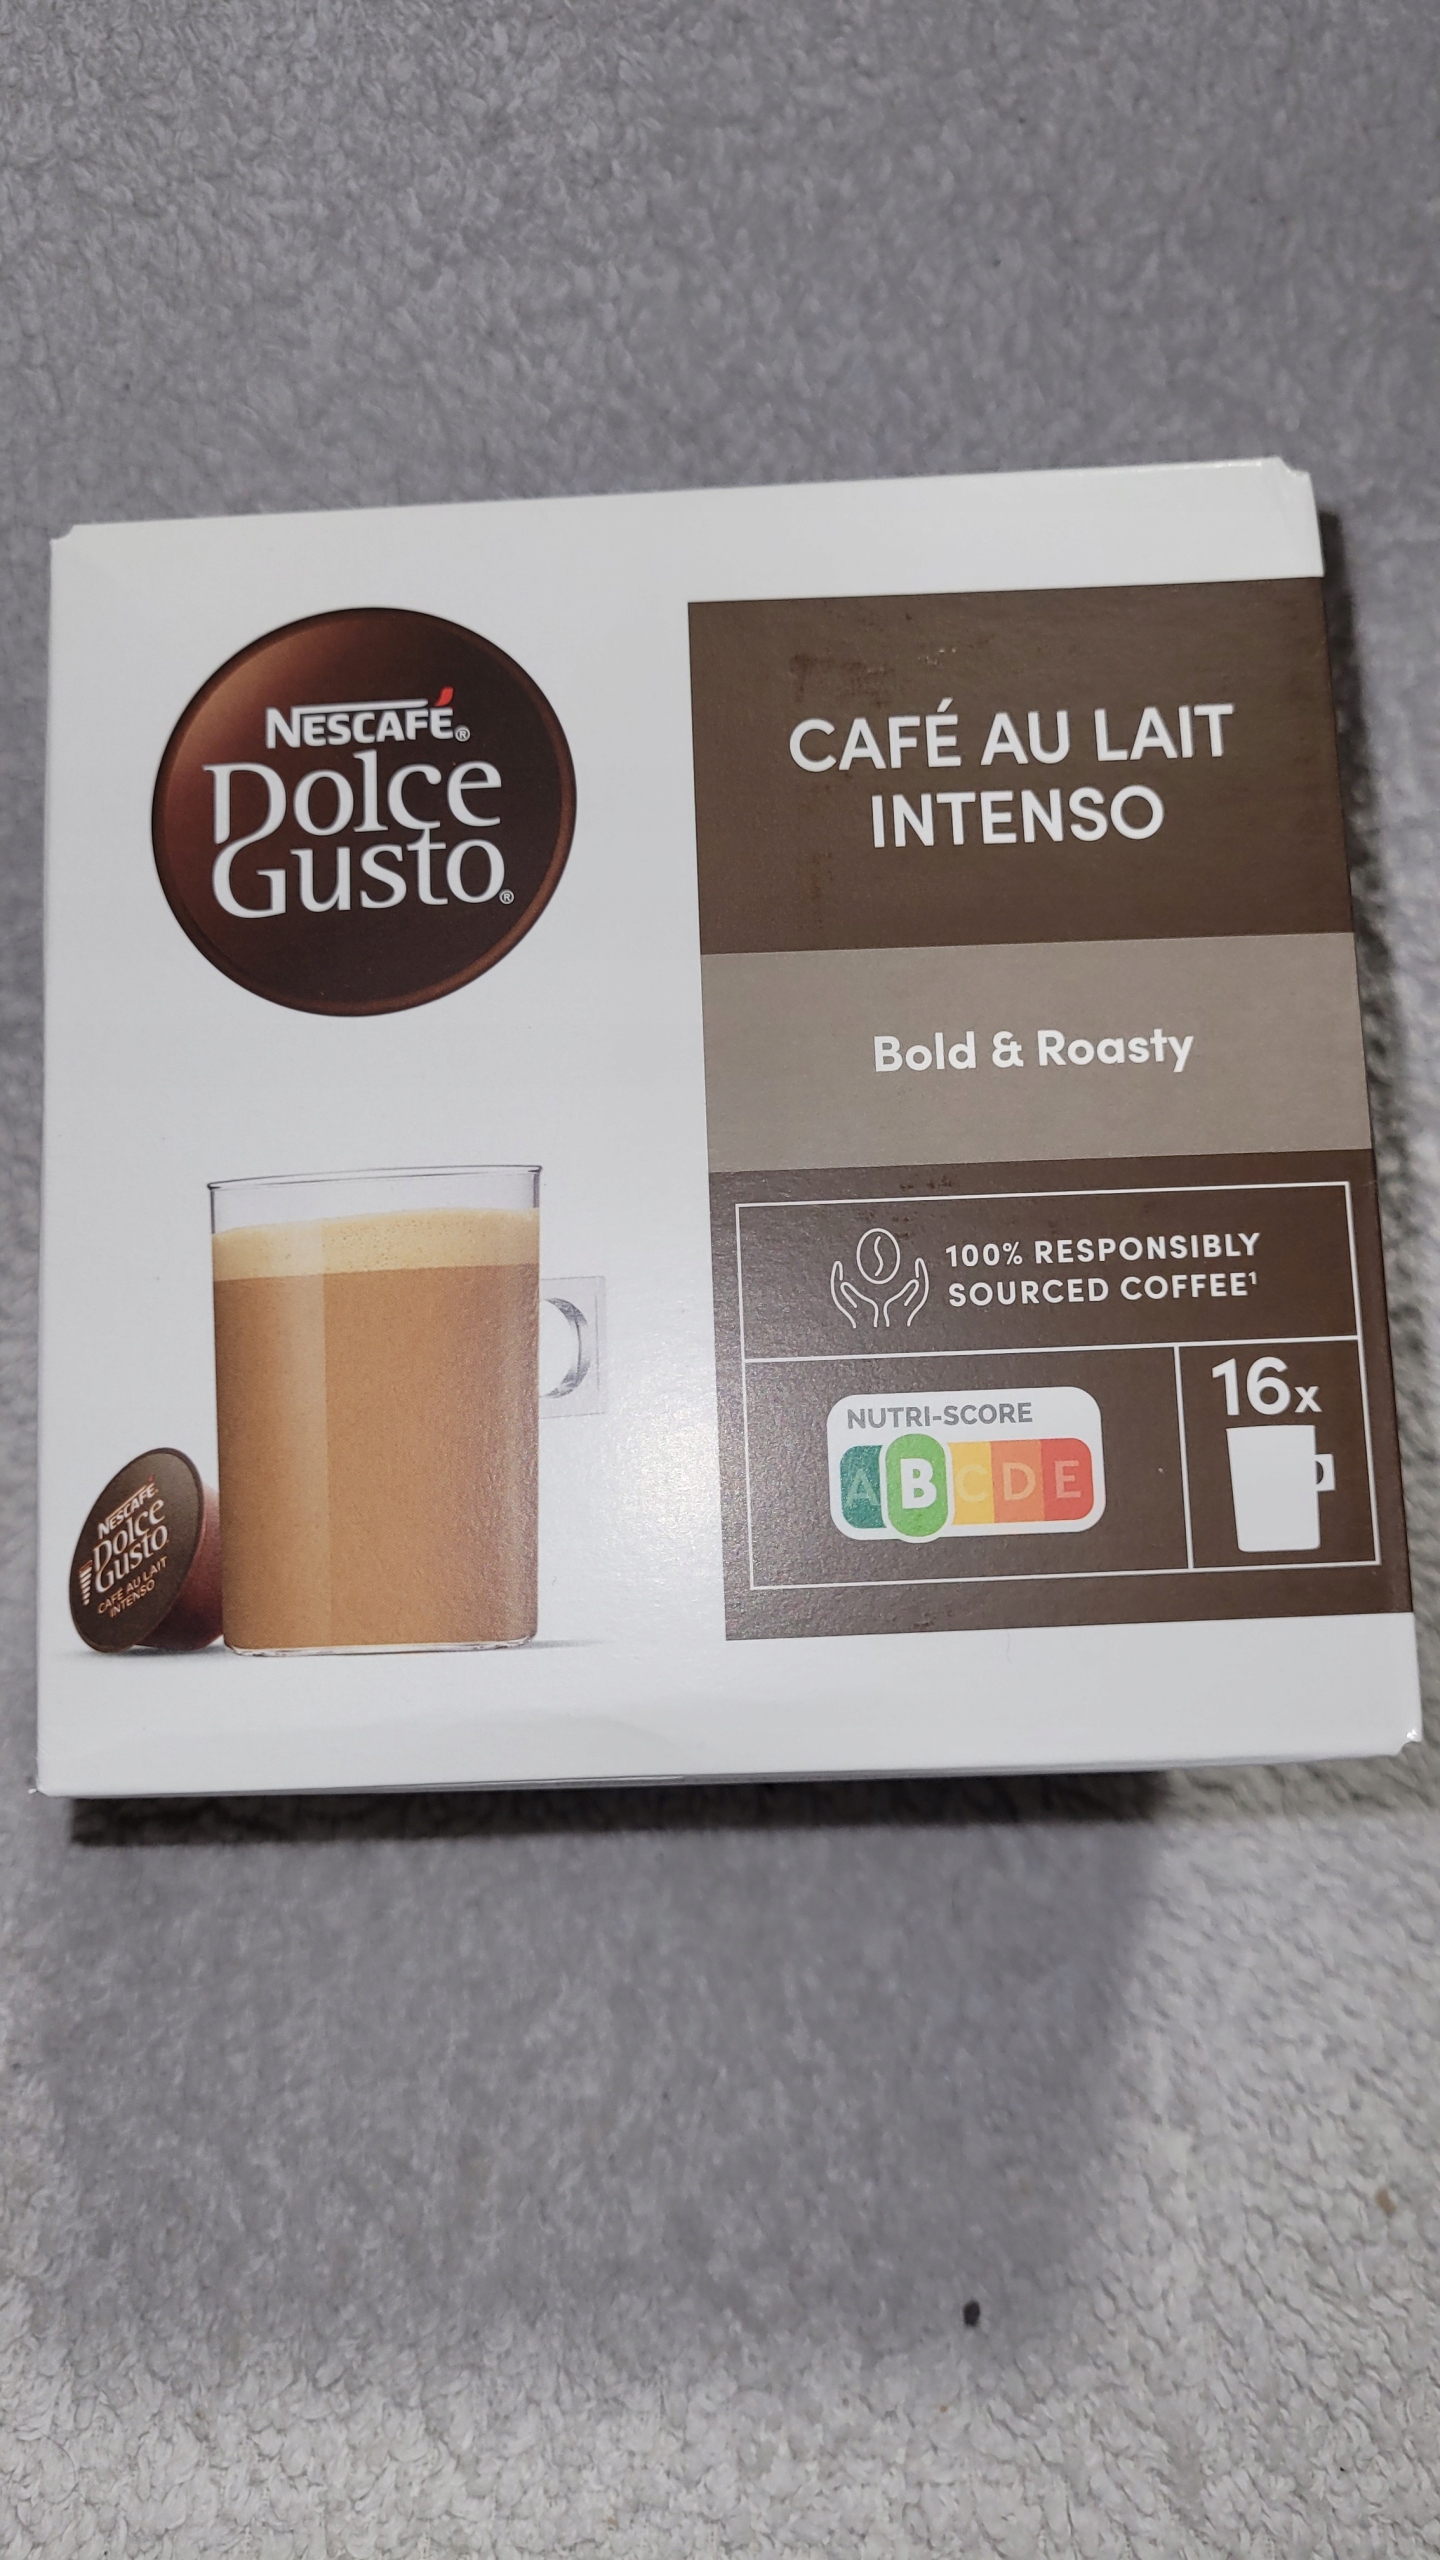 NESCAFÉ®
Dolce
Gusto®
CAFÉ AU LAIT
INTENSO
Bold & Roasty
100% RESPONSIBLY
SOURCED COFFEE¹
NUTRI-SCORE
A B C D E
16x
NESCAFÉ
Dolce
Gusto
CAFÉ AU LAIT
INTENSO